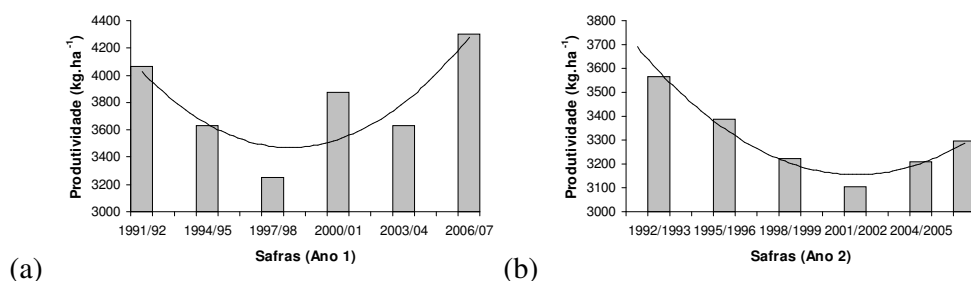 4400
4200
4000
3800
3600
3400
3200
3000
Produtividade (kg.ha⁻¹)
1991/92 1994/95 1997/98 2000/01 2003/04 2006/07
Safras (Ano 1)
(a)
3800
3700
3600
3500
3400
3300
3200
3100
3000
Produtividade (kg.ha⁻¹)
1992/1993 1995/1996 1998/1999 2001/2002 2004/2005
Safras (Ano 2)
(b)